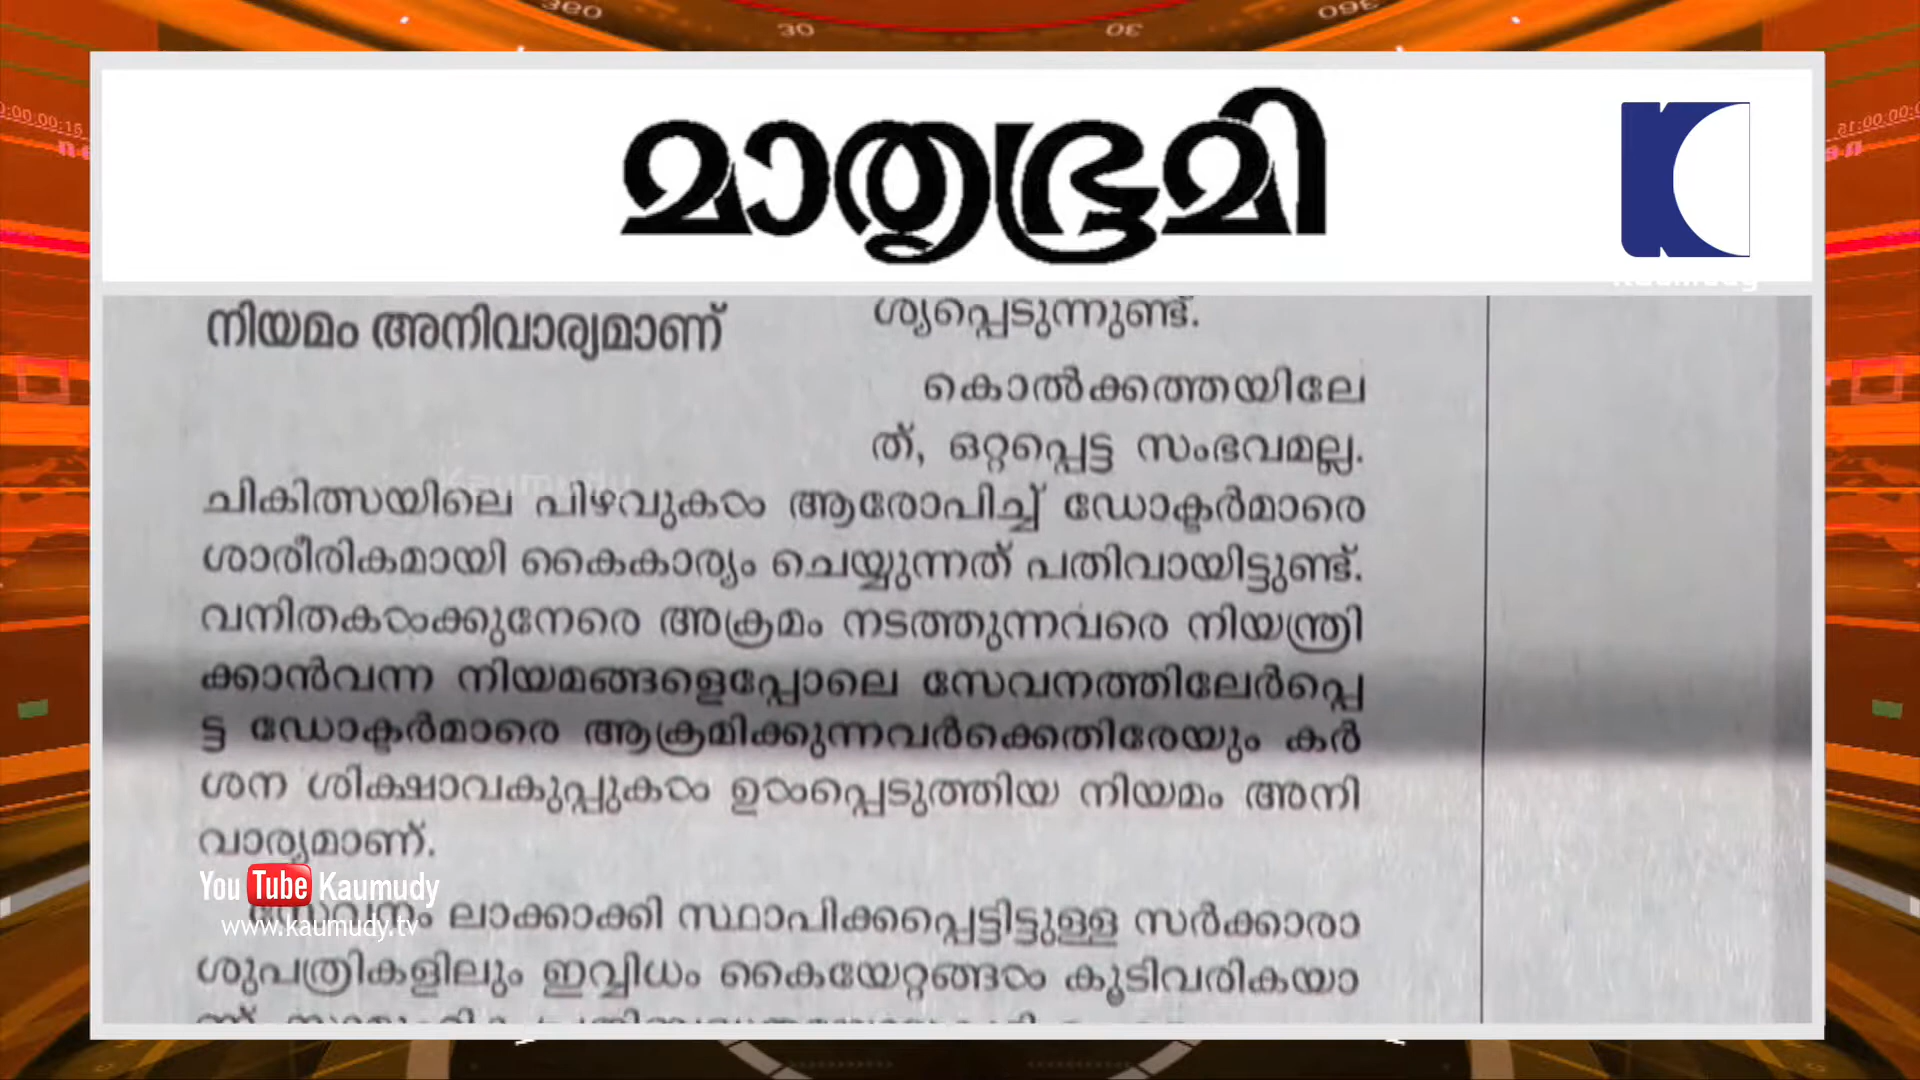 മാതൃഭൂമി
നിയമം അനിവാര്യമാണ്
ശ്യപ്പെടുന്നുണ്ട്.
കൊൽക്കത്തയിലേ
ത്, ഒറ്റപ്പെട്ട സംഭവമല്ല.
ചികിത്സയിലെ പിഴവുകൾ ആരോപിച്ച് ഡോക്ടർമാരെ
ശാരീരികമായി കൈകാര്യം ചെയ്യുന്നത് പതിവായിട്ടുണ്ട്.
വനിതകൾക്കുനേരെ അക്രമം നടത്തുന്നവരെ നിയന്ത്രി
ക്കാൻവന്ന നിയമങ്ങളെപ്പോലെ സേവനത്തിലേർപ്പെ
ട്ട ഡോക്ടർമാരെ ആക്രമിക്കുന്നവർക്കെതിരേയും കർ
ശന ശിക്ഷാവകുപ്പുകൾ ഉൾപ്പെടുത്തിയ നിയമം അനി
വാര്യമാണ്.
You Tube Kaumudy
www.kaumudy.tv
ലാക്കാക്കി സ്ഥാപിക്കപ്പെട്ടിട്ടുള്ള സർക്കാരാ
ശുപത്രികളിലും ഇവ്വിധം കൈയേറ്റങ്ങൾ കൂടിവരികയാ